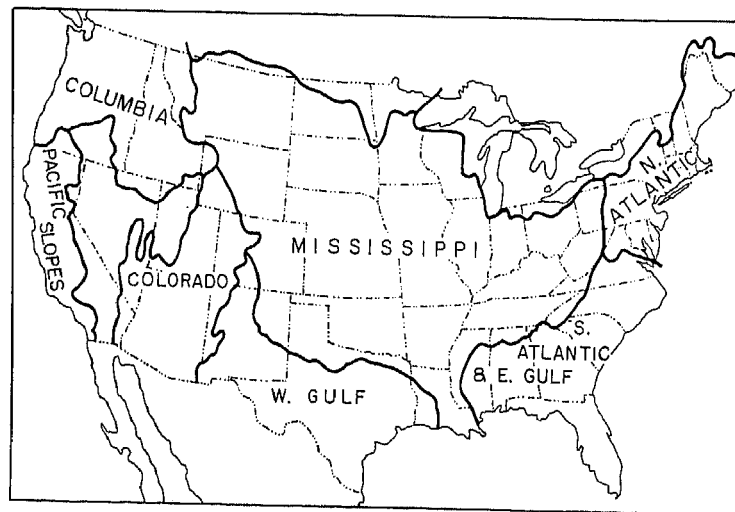 COLUMBIA
PACIFIC
SLOPES
COLORADO
MISSISSIPPI
N.
ATLANTIC
S.
ATLANTIC
& E. GULF
W. GULF